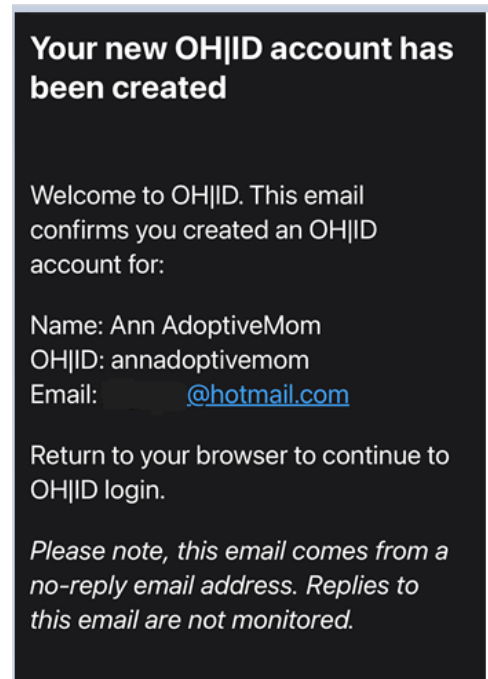 Your new OH|ID account has
been created
Welcome to OH|ID. This email
confirms you created an OH|ID
account for:
Name: Ann AdoptiveMom
OH|ID: annadoptivemom
Email: @hotmail.com
Return to your browser to continue to
OH|ID login.
Please note, this email comes from a
no-reply email address. Replies to
this email are not monitored.